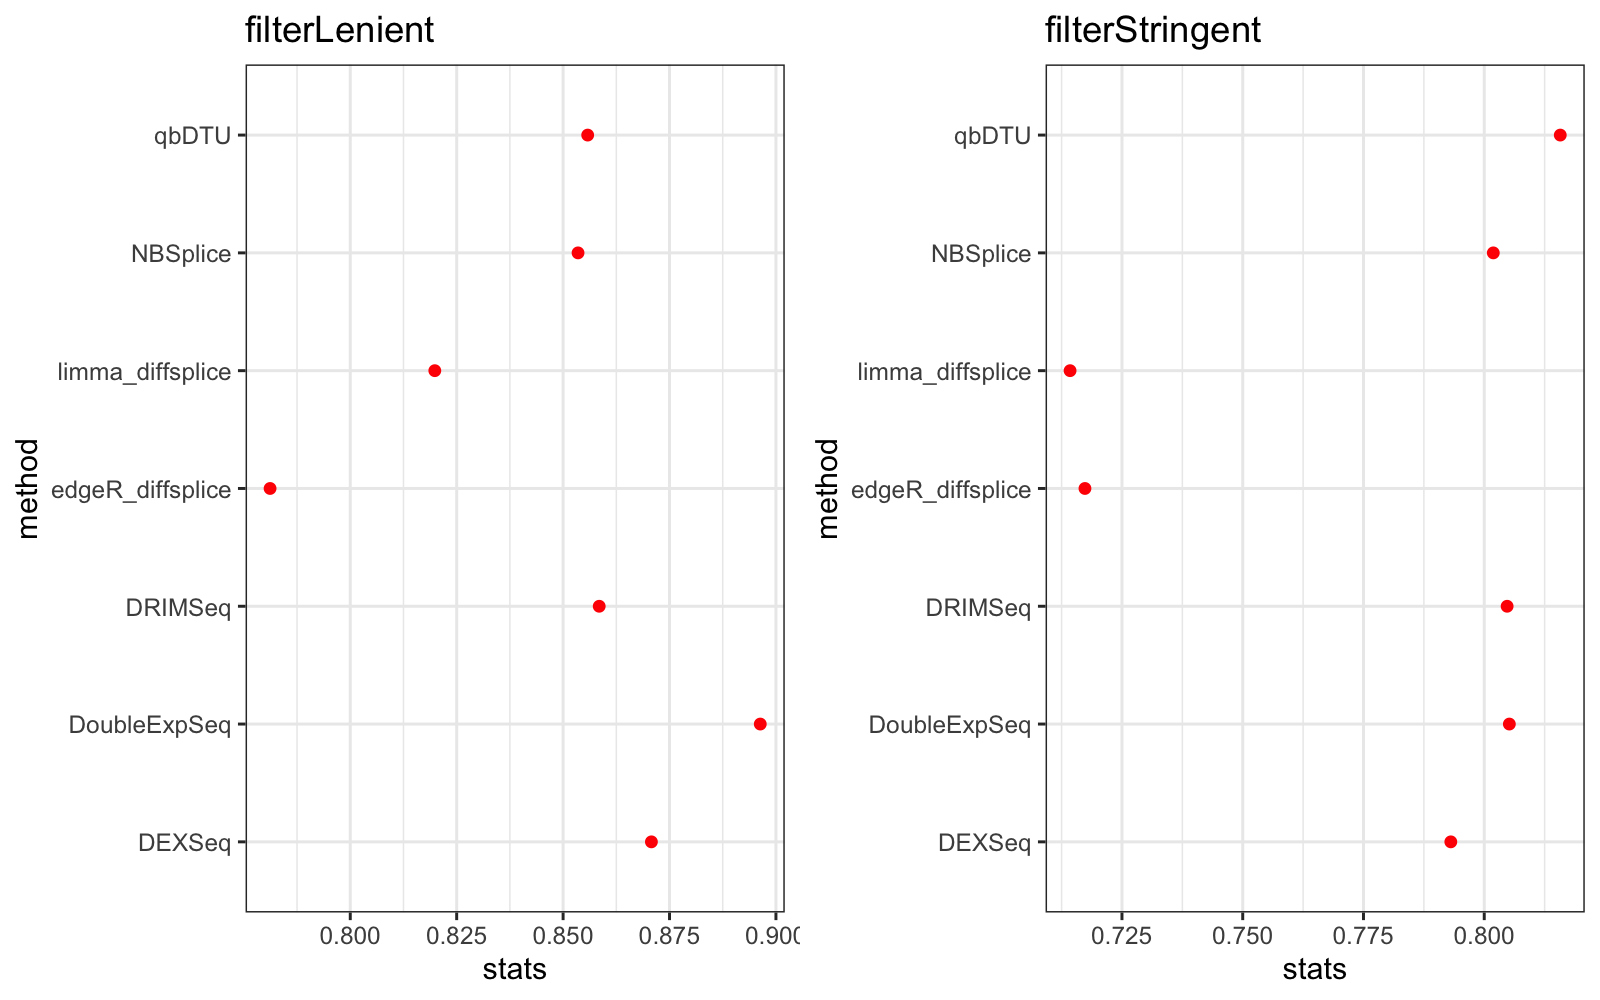 filterLenient
qbDTU
NBSplice
limma_diffsplice
edgeR_diffsplice
DRIMSeq
DoubleExpSeq
DEXSeq
method
0.800 0.825 0.850 0.875 0.900
stats
filterStringent
qbDTU
NBSplice
limma_diffsplice
edgeR_diffsplice
DRIMSeq
DoubleExpSeq
DEXSeq
method
0.725 0.750 0.775 0.800
stats